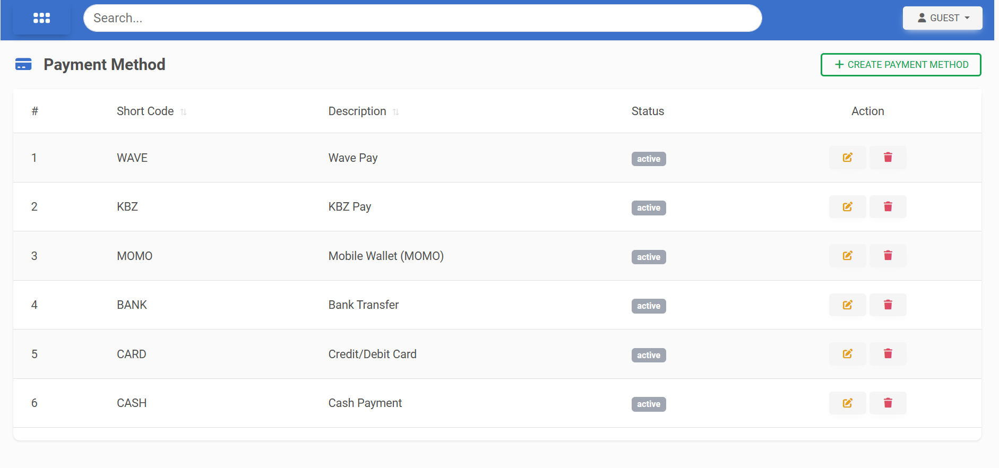 Search...
GUEST
Payment Method
CREATE PAYMENT METHOD
# Short Code Description Status Action
1 WAVE Wave Pay active
2 KBZ KBZ Pay active
3 MOMO Mobile Wallet (MOMO) active
4 BANK Bank Transfer active
5 CARD Credit/Debit Card active
6 CASH Cash Payment active